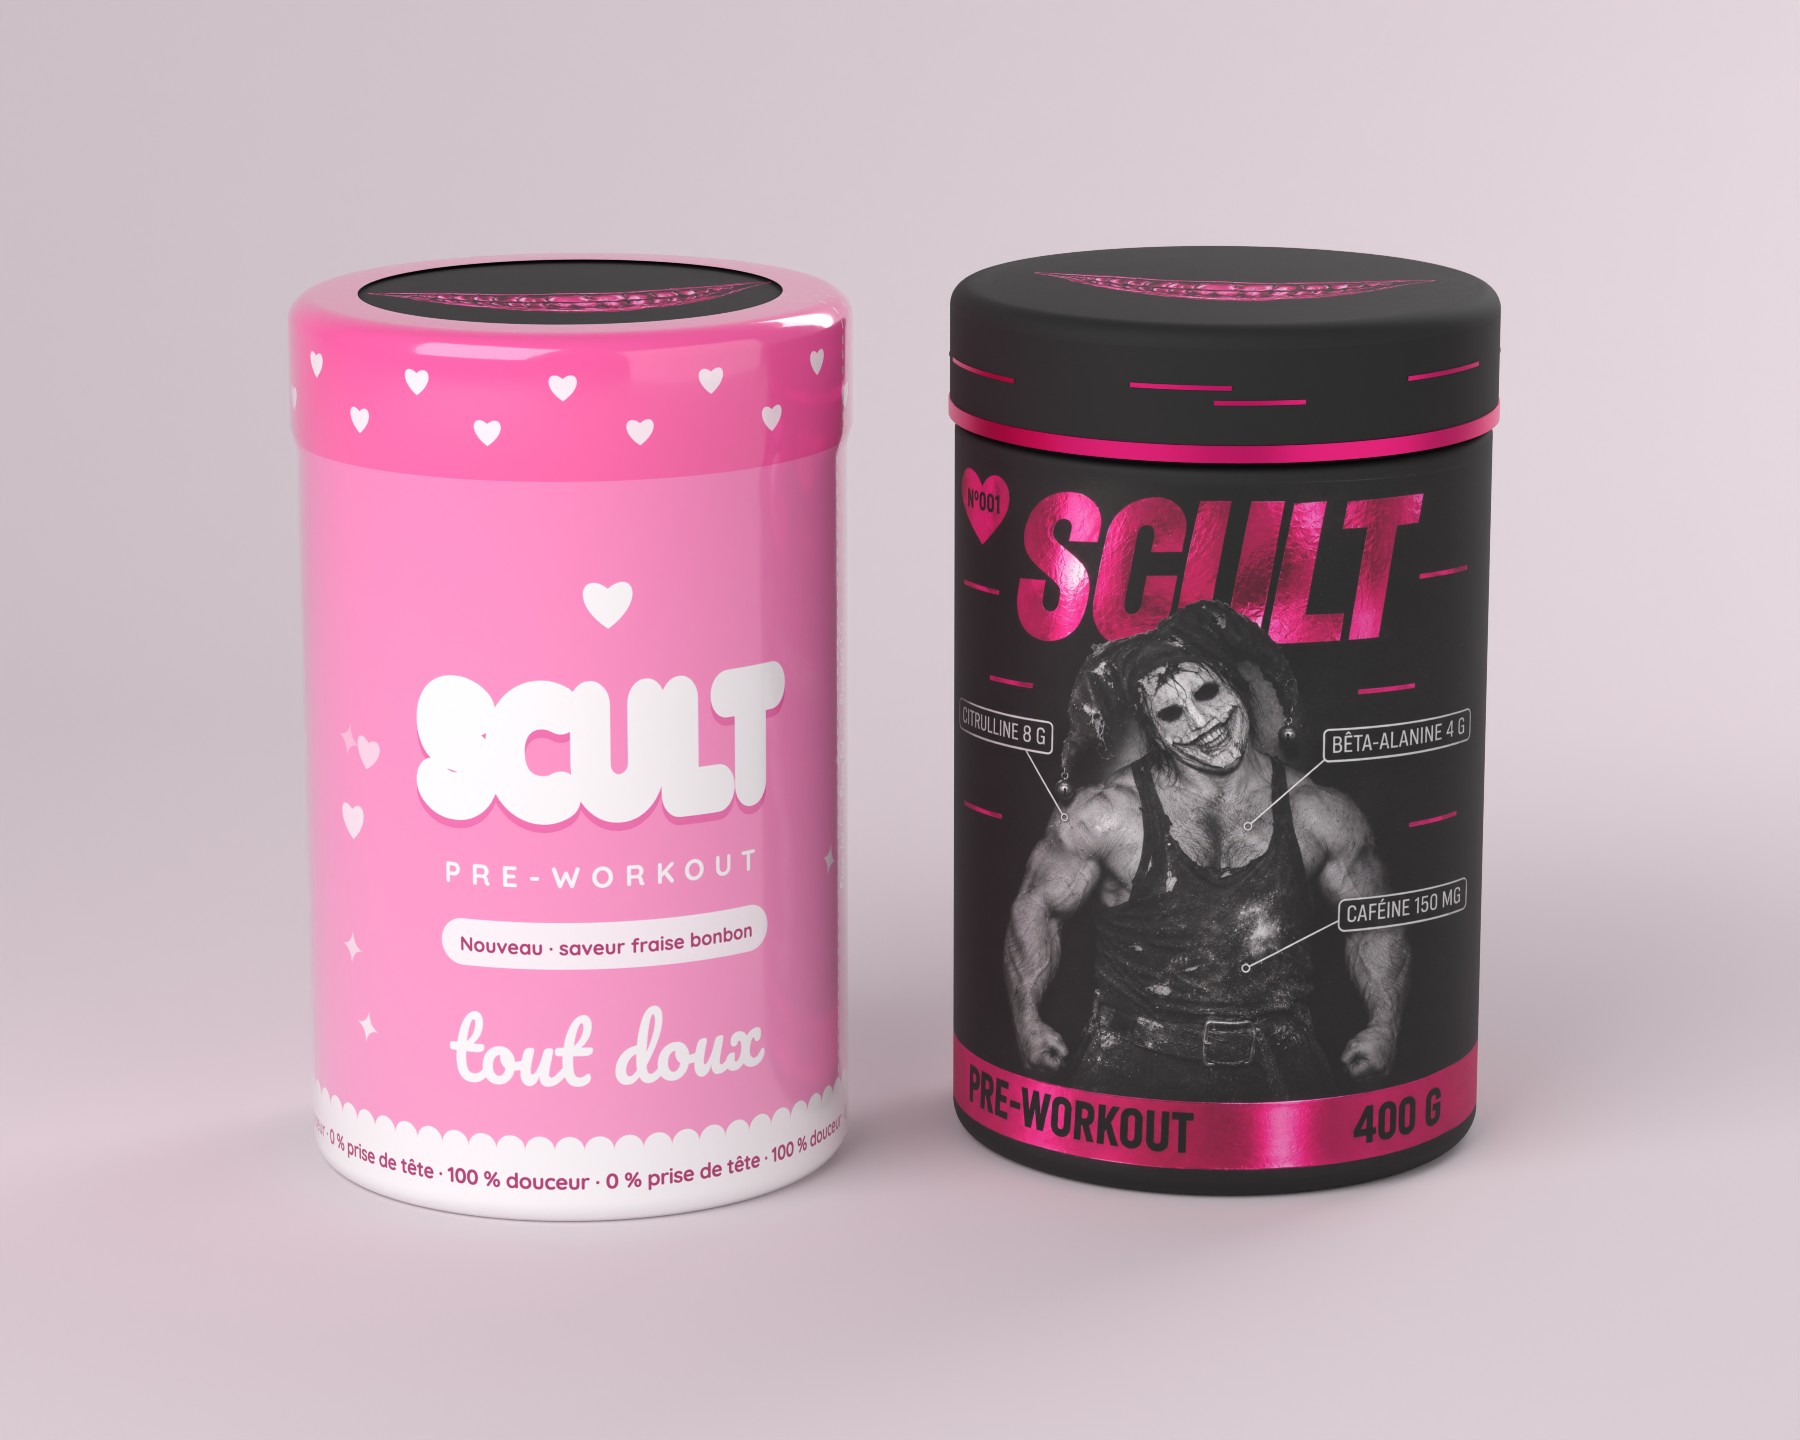 SCULT
PRE-WORKOUT
Nouveau · saveur fraise bonbon
tout doux
· 0 % prise de tête · 100 % douceur · 0 % prise de tête · 100 % douceur
Nº001
SCULT
CITRULLINE 8 G
BÊTA-ALANINE 4 G
CAFÉINE 150 MG
PRE-WORKOUT
400 G